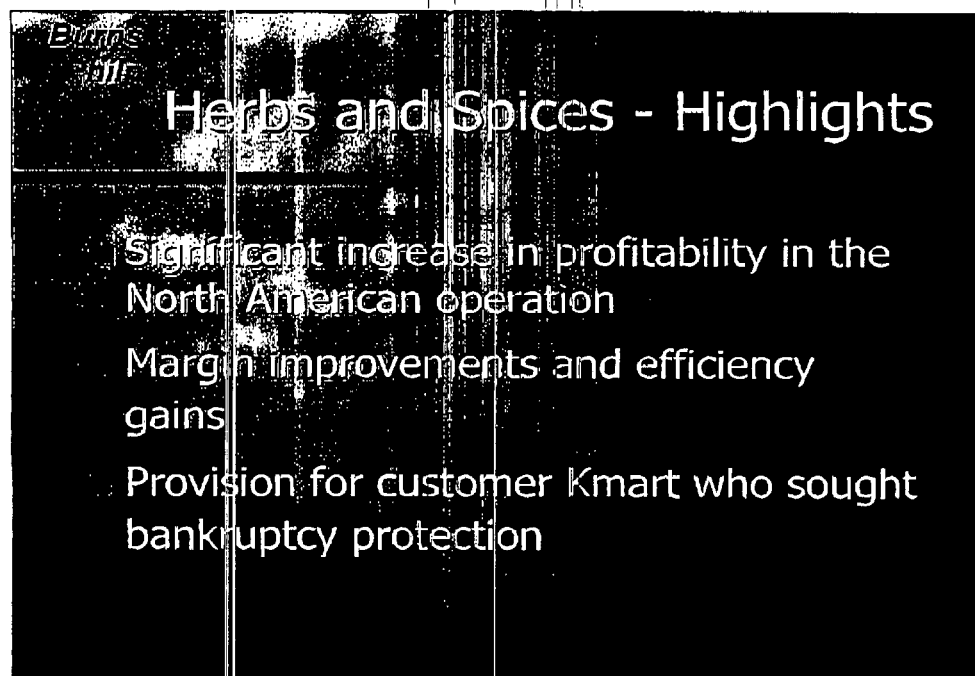 Burns
Herbs and Spices - Highlights
Significant increase in profitability in the
North American operation
Margin improvements and efficiency
gains
Provision for customer Kmart who sought
bankruptcy protection